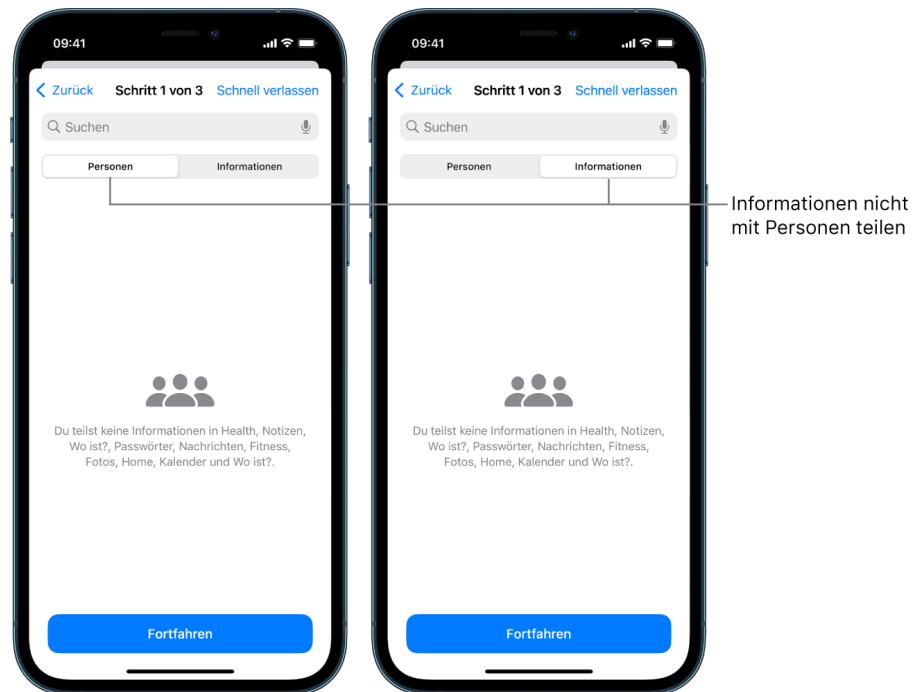 09:41
Zurück Schritt 1 von 3 Schnell verlassen
Suchen
Personen Informationen
Du teilst keine Informationen in Health, Notizen,
Wo ist?, Passwörter, Nachrichten, Fitness,
Fotos, Home, Kalender und Wo ist?.
Fortfahren
09:41
Zurück Schritt 1 von 3 Schnell verlassen
Suchen
Personen Informationen
Du teilst keine Informationen in Health, Notizen,
Wo ist?, Passwörter, Nachrichten, Fitness,
Fotos, Home, Kalender und Wo ist?.
Fortfahren
Informationen nicht
mit Personen teilen